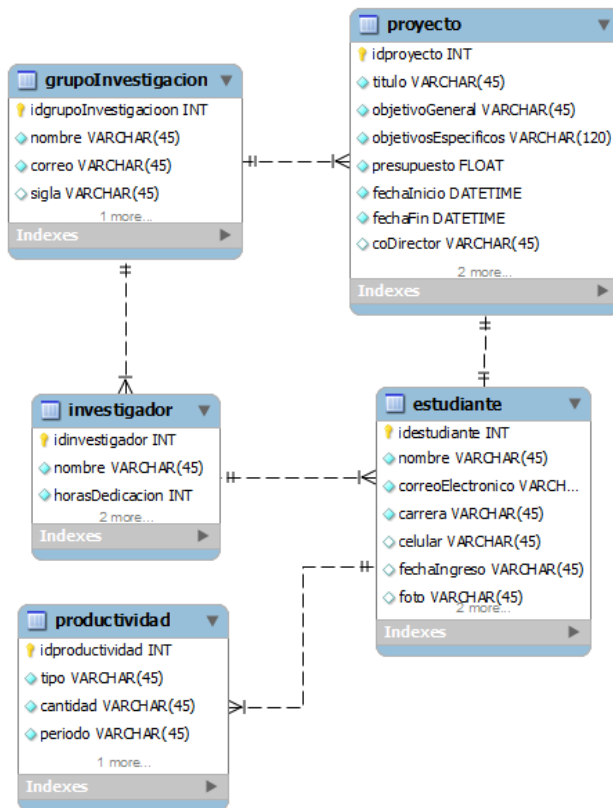 grupoInvestigacion
idgrupoInvestigacioon INT
nombre VARCHAR(45)
correo VARCHAR(45)
sigla VARCHAR(45)
1 more...
Indexes
proyecto
idproyecto INT
titulo VARCHAR(45)
objetivoGeneral VARCHAR(45)
objetivosEspecificos VARCHAR(120)
presupuesto FLOAT
fechaInicio DATETIME
fechaFin DATETIME
coDirector VARCHAR(45)
2 more...
Indexes
investigador
idinvestigador INT
nombre VARCHAR(45)
horasDedicacion INT
2 more...
Indexes
estudiante
idestudiante INT
nombre VARCHAR(45)
correoElectronico VARCH...
carrera VARCHAR(45)
celular VARCHAR(45)
fechaIngreso VARCHAR(45)
foto VARCHAR(45)
2 more...
Indexes
productividad
idproductividad INT
tipo VARCHAR(45)
cantidad VARCHAR(45)
periodo VARCHAR(45)
1 more...
Indexes